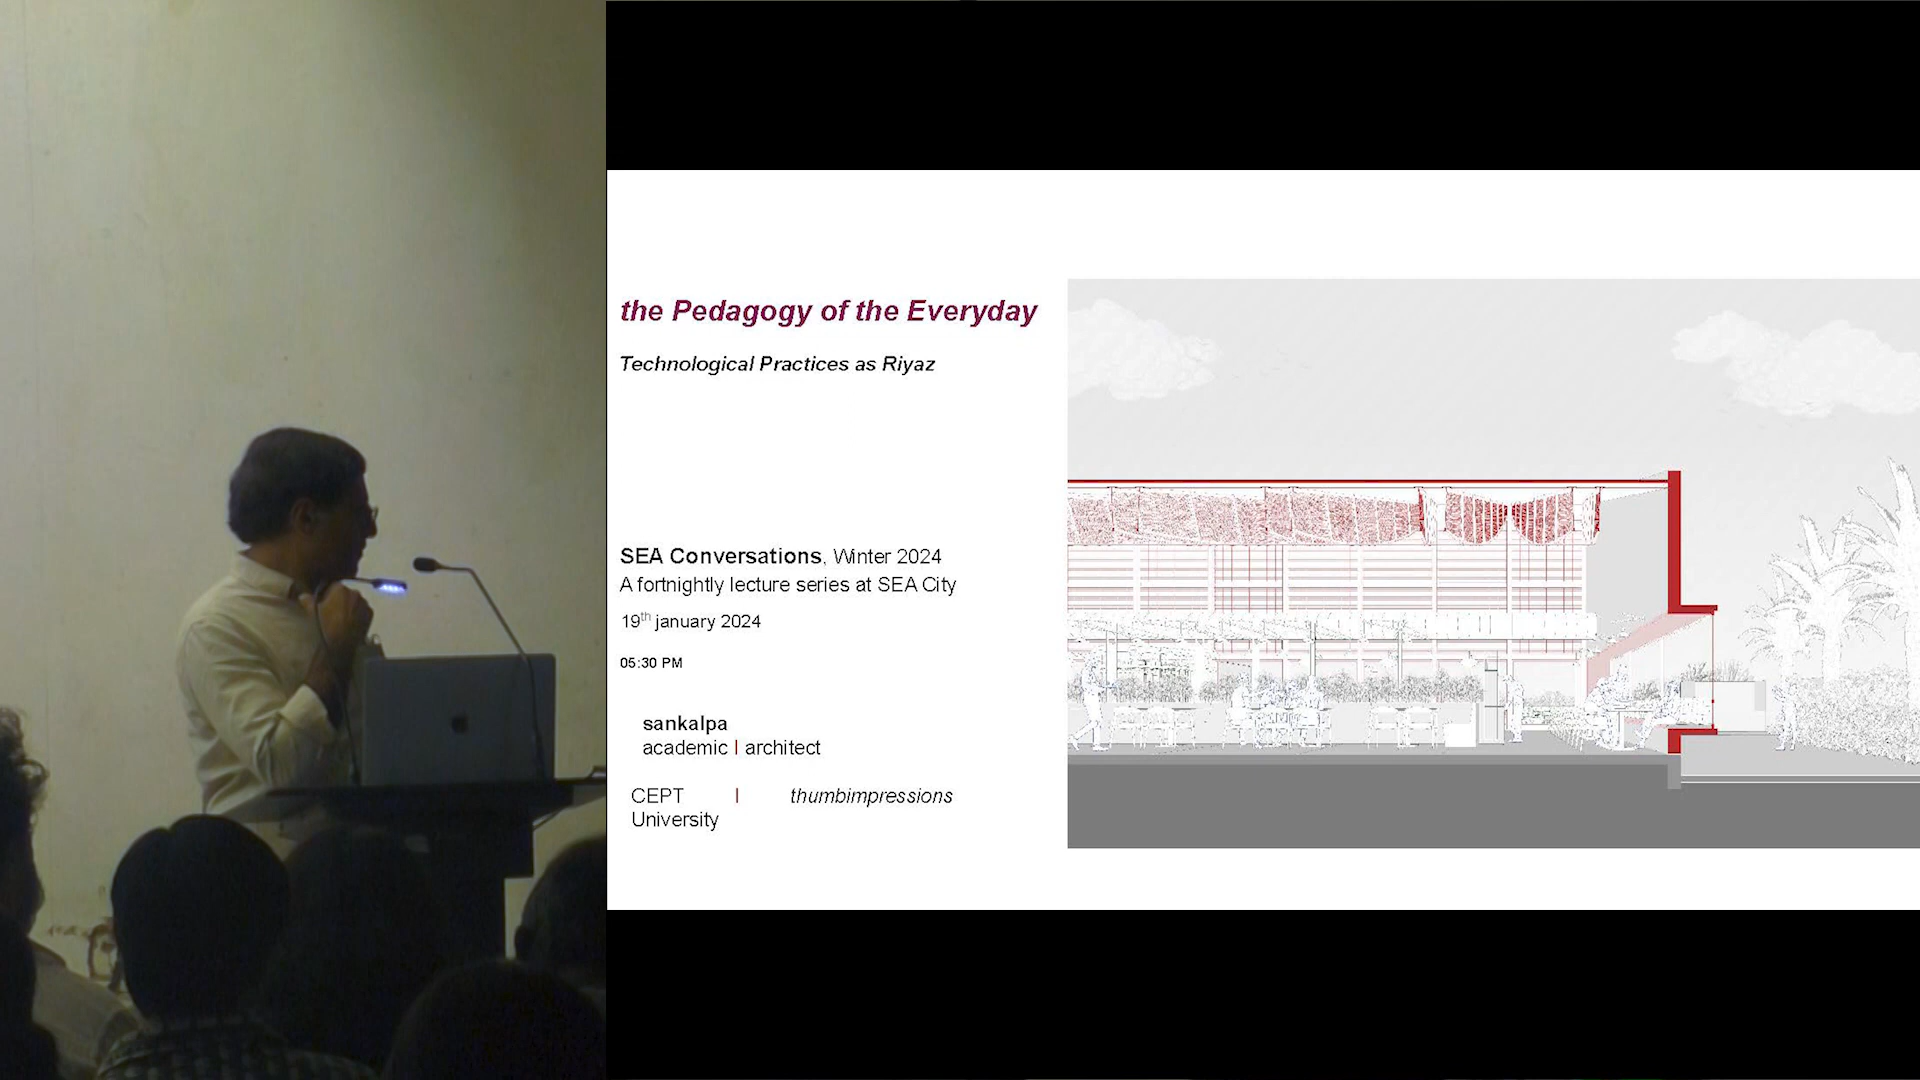 the Pedagogy of the Everyday
Technological Practices as Riyaz
SEA Conversations, Winter 2024
A fortnightly lecture series at SEA City
19th january 2024
05:30 PM
sankalpa
academic | architect
CEPT | thumbimpressions
University